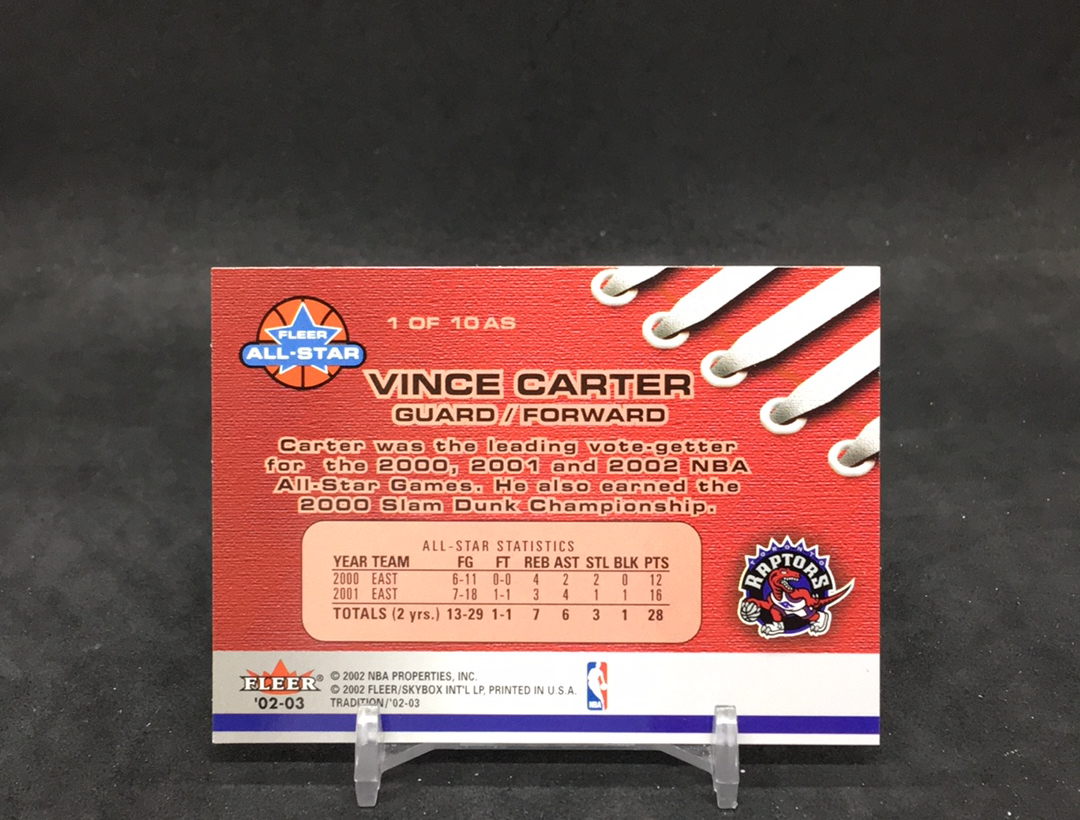 FLEER
ALL-STAR
1 OF 10 AS
VINCE CARTER
GUARD / FORWARD
Carter was the leading vote-getter
for the 2000, 2001 and 2002 NBA
All-Star Games. He also earned the
2000 Slam Dunk Championship.
ALL-STAR STATISTICS
YEAR TEAM FG FT REB AST STL BLK PTS
2000 EAST 6-11 0-0 4 2 2 0 12
2001 EAST 7-18 1-1 3 4 1 1 16
TOTALS (2 yrs.) 13-29 1-1 7 6 3 1 28
TORONTO
RAPTORS
FLEER®
'02-03
© 2002 NBA PROPERTIES, INC.
© 2002 FLEER/SKYBOX INT'L LP, PRINTED IN U.S.A.
TRADITION/'02-03
NBA